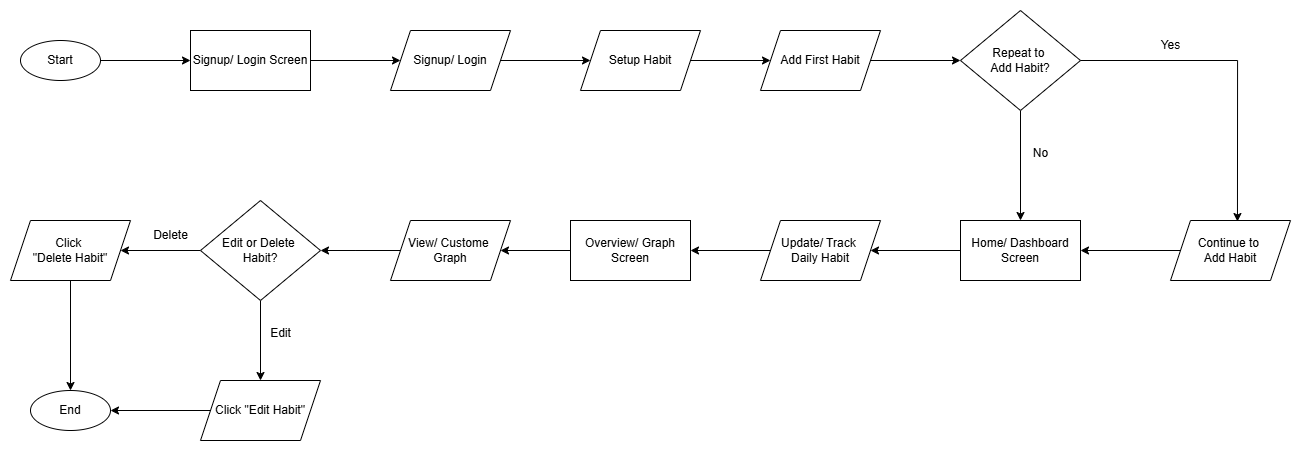 Start
Signup/ Login Screen
Signup/ Login
Setup Habit
Add First Habit
Repeat to
Add Habit?
Yes
No
Continue to
Add Habit
Home/ Dashboard
Screen
Update/ Track
Daily Habit
Overview/ Graph
Screen
View/ Custome
Graph
Edit or Delete
Habit?
Delete
Click
"Delete Habit"
Edit
Click "Edit Habit"
End